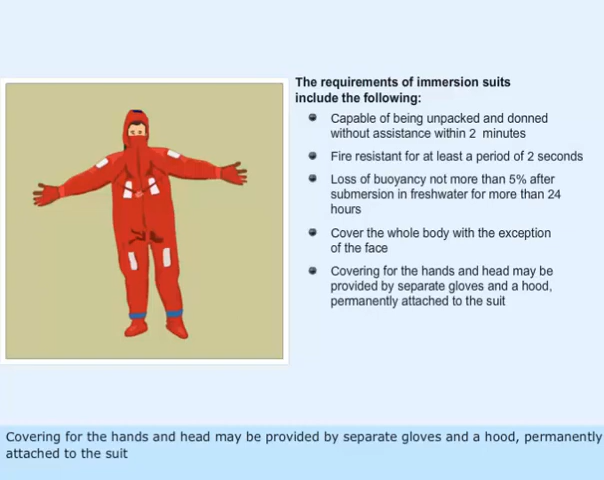 The requirements of immersion suits
include the following:
Capable of being unpacked and donned
without assistance within 2 minutes
Fire resistant for at least a period of 2 seconds
Loss of buoyancy not more than 5% after
submersion in freshwater for more than 24
hours
Cover the whole body with the exception
of the face
Covering for the hands and head may be
provided by separate gloves and a hood,
permanently attached to the suit
Covering for the hands and head may be provided by separate gloves and a hood, permanently
attached to the suit